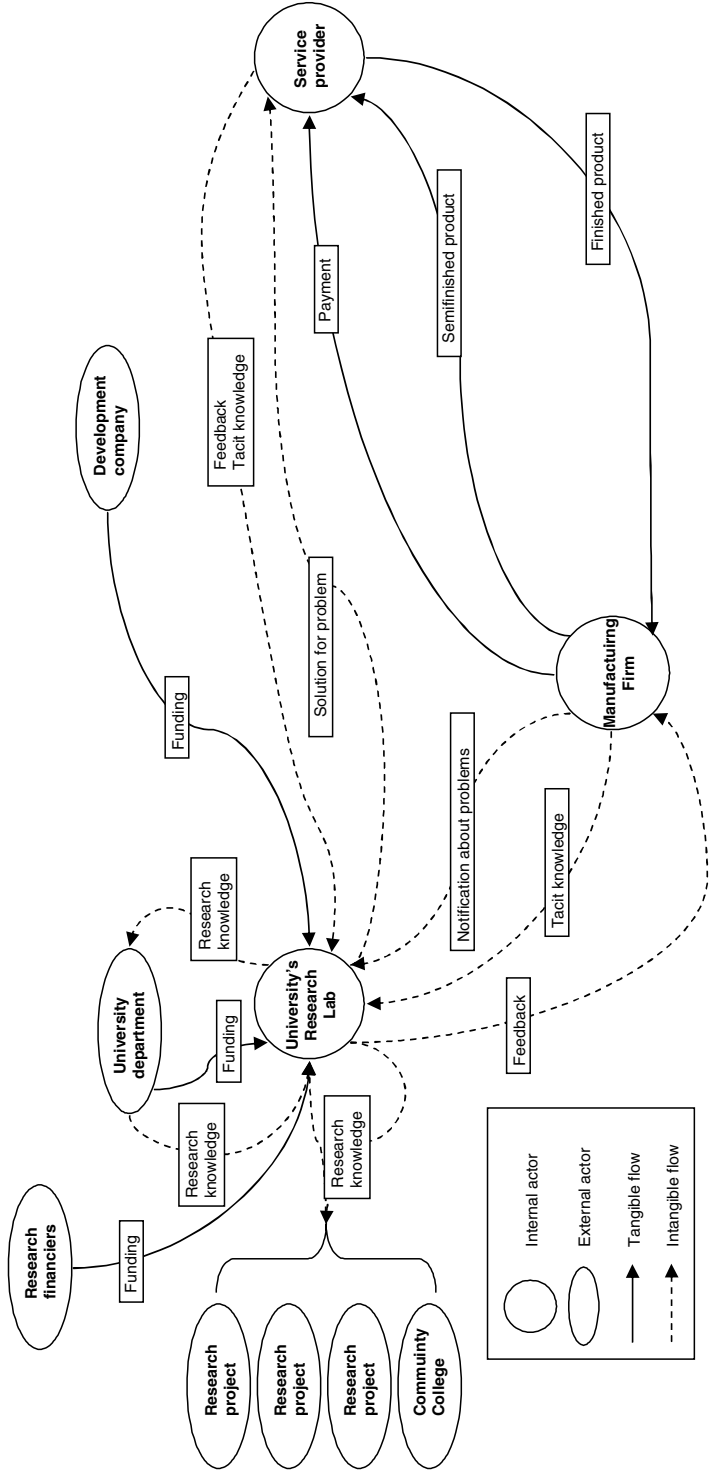 Research
financiers
Funding
Research
project
Research
project
Research
project
Commuinty
College
University
department
Research
knowledge
Funding
Research
knowledge
Research
knowledge
University's
Research
Lab
Development
company
Funding
Feedback
Tacit knowledge
Solution for problem
Payment
Service
provider
Semifinished product
Finished product
Notification about problems
Tacit knowledge
Feedback
Manufactuirng
Firm
Internal actor
External actor
Tangible flow
Intangible flow